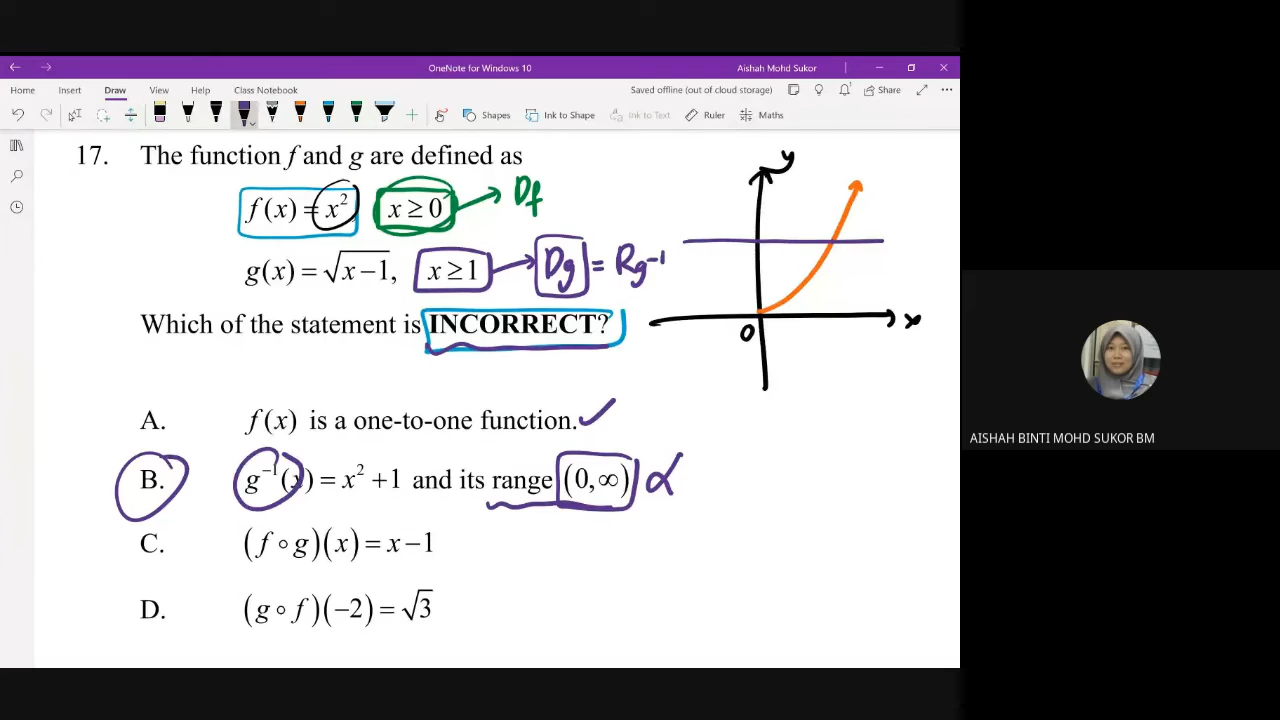 OneNote for Windows 10
Aishah Mohd Sukor
Home Insert Draw View Help Class Notebook
Saved offline (out of cloud storage)
Share
Shapes Ink to Shape Ink to Text Ruler Maths
17. The function f and g are defined as
f(x) = x² x ≥ 0 Df
g(x) = √(x−1), x ≥ 1 Dg = Rg⁻¹
Which of the statement is INCORRECT?
y
x
0
A. f(x) is a one-to-one function. ✓
B. g⁻¹(x) = x² + 1 and its range (0, ∞)
C. (f ∘ g)(x) = x − 1
D. (g ∘ f)(−2) = √3
AISHAH BINTI MOHD SUKOR BM